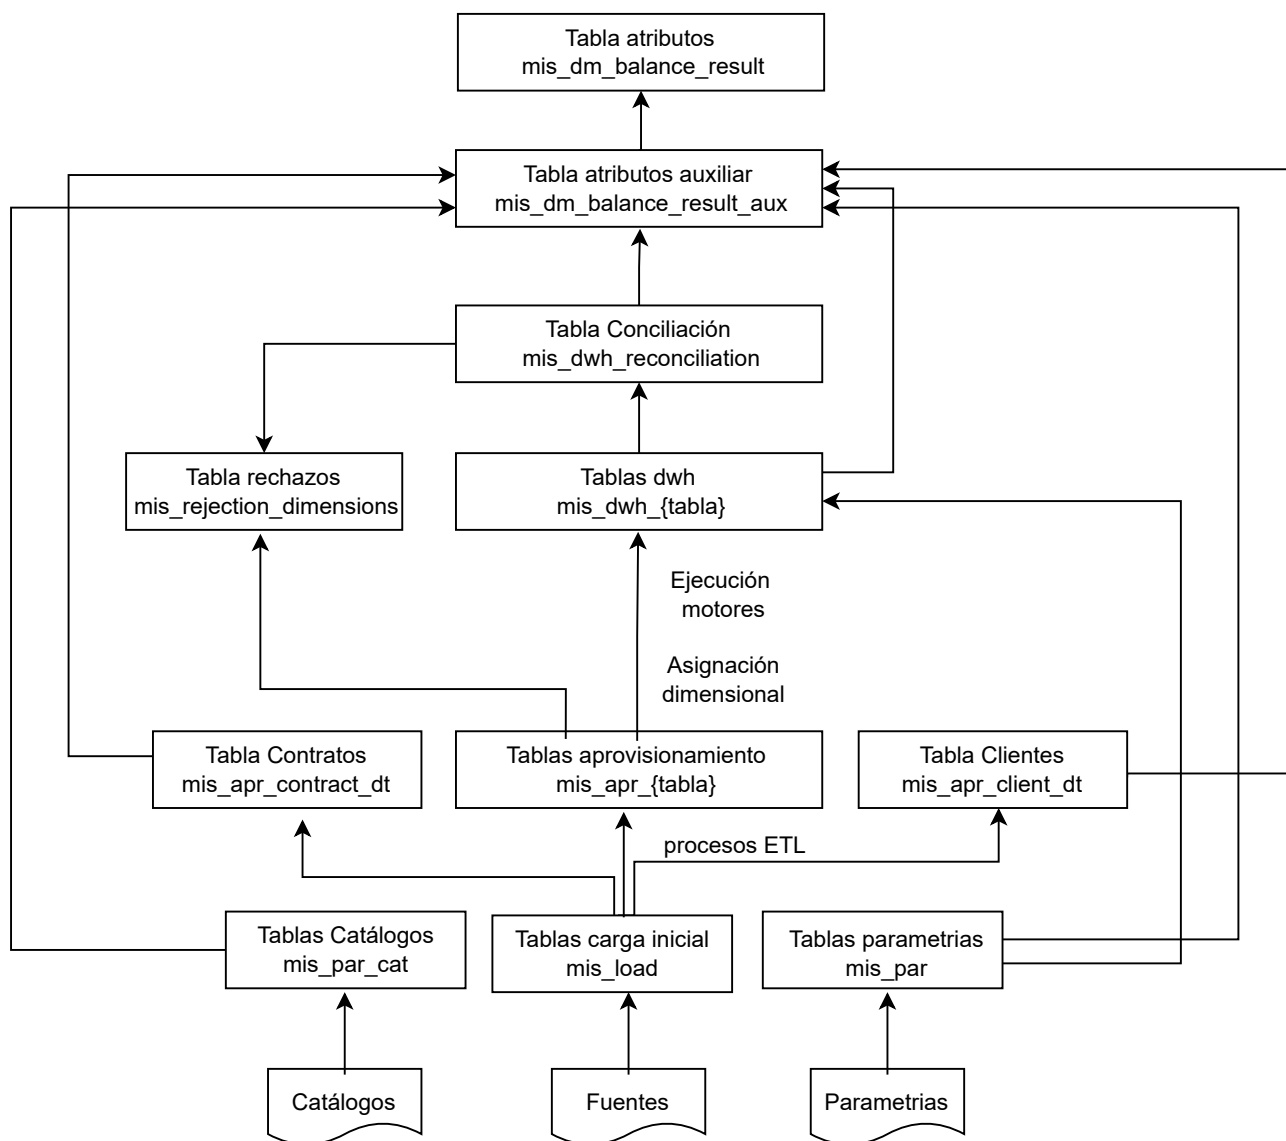 Tabla atributos
mis_dm_balance_result
Tabla atributos auxiliar
mis_dm_balance_result_aux
Tabla Conciliación
mis_dwh_reconciliation
Tabla rechazos
mis_rejection_dimensions
Tablas dwh
mis_dwh_{tabla}
Ejecución
motores
Asignación
dimensional
Tabla Contratos
mis_apr_contract_dt
Tablas aprovisionamiento
mis_apr_{tabla}
Tabla Clientes
mis_apr_client_dt
procesos ETL
Tablas Catálogos
mis_par_cat
Tablas carga inicial
mis_load
Tablas parametrias
mis_par
Catálogos
Fuentes
Parametrias